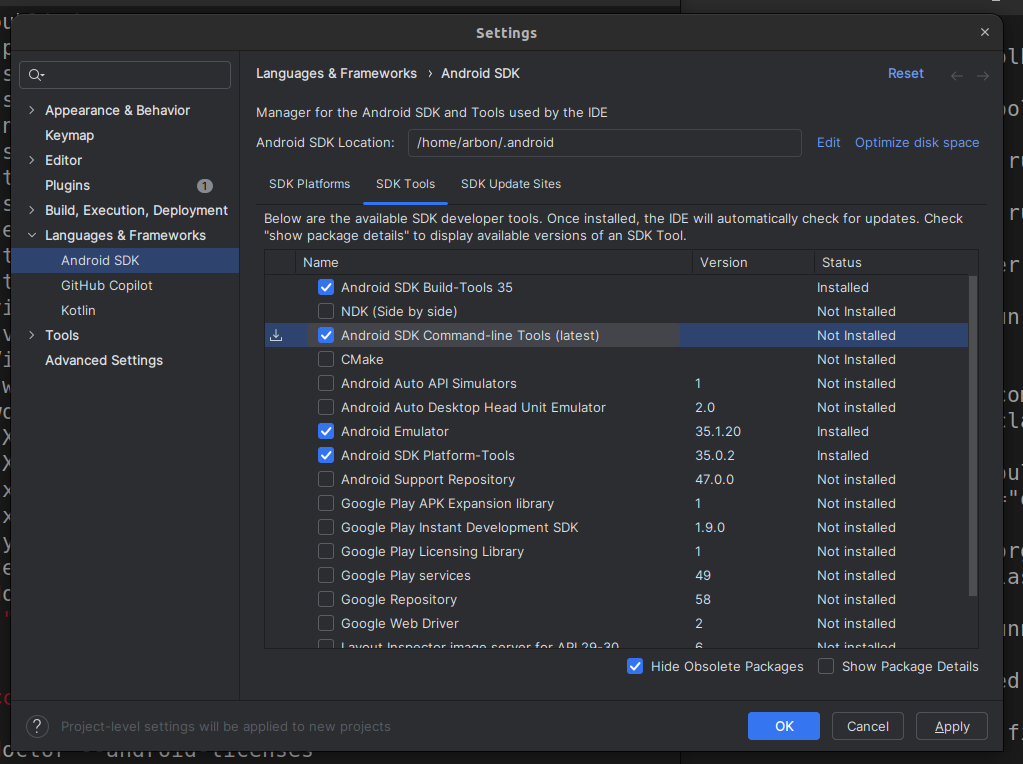 Settings
Languages & Frameworks › Android SDK
Reset
Appearance & Behavior
Keymap
Editor
Plugins 1
Build, Execution, Deployment
Languages & Frameworks
Android SDK
GitHub Copilot
Kotlin
Tools
Advanced Settings
Manager for the Android SDK and Tools used by the IDE
Android SDK Location: /home/arbon/.android Edit Optimize disk space
SDK Platforms SDK Tools SDK Update Sites
Below are the available SDK developer tools. Once installed, the IDE will automatically check for updates. Check
"show package details" to display available versions of an SDK Tool.
Name Version Status
Android SDK Build-Tools 35 Installed
NDK (Side by side) Not Installed
Android SDK Command-line Tools (latest) Not Installed
CMake Not Installed
Android Auto API Simulators 1 Not installed
Android Auto Desktop Head Unit Emulator 2.0 Not installed
Android Emulator 35.1.20 Installed
Android SDK Platform-Tools 35.0.2 Installed
Android Support Repository 47.0.0 Not installed
Google Play APK Expansion library 1 Not installed
Google Play Instant Development SDK 1.9.0 Not installed
Google Play Licensing Library 1 Not installed
Google Play services 49 Not installed
Google Repository 58 Not installed
Google Web Driver 2 Not installed
Layout Inspector image server for API 29-30 6 Not installed
Hide Obsolete Packages Show Package Details
? Project-level settings will be applied to new projects
OK Cancel Apply